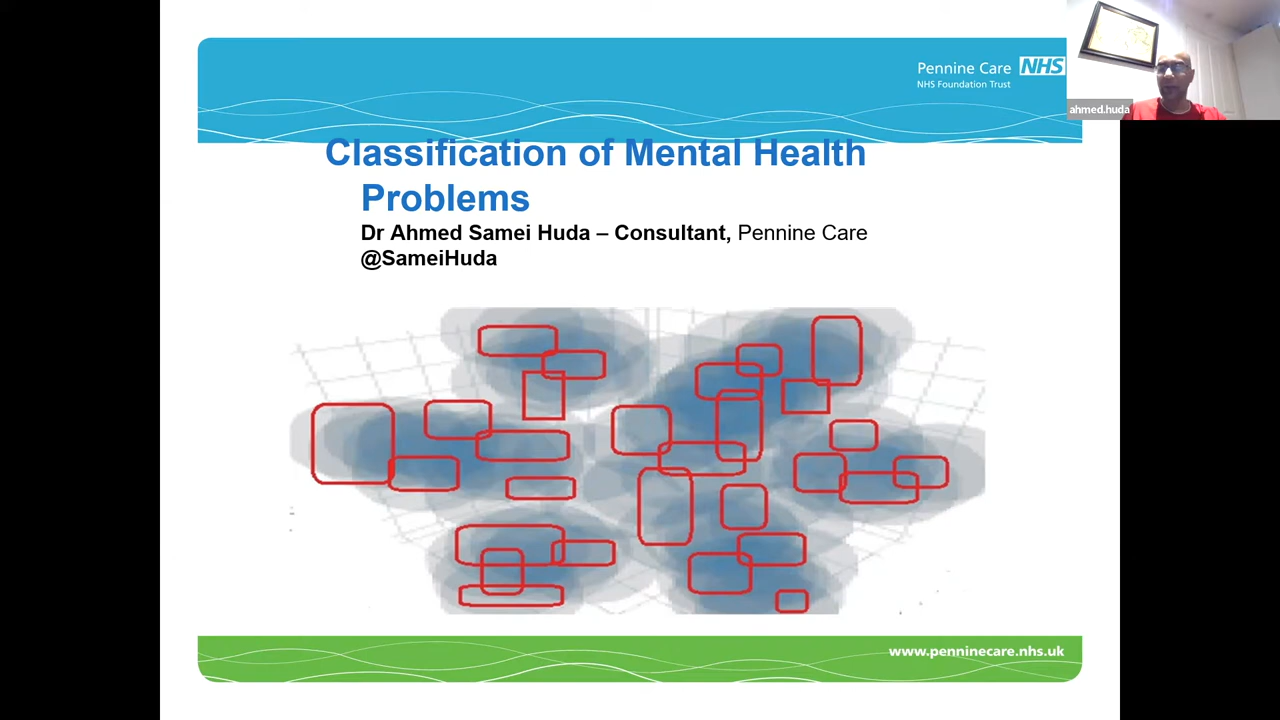 Pennine Care NHS
NHS Foundation Trust
ahmed.huda
Classification of Mental Health
Problems
Dr Ahmed Samei Huda – Consultant, Pennine Care
@SameiHuda
www.penninecare.nhs.uk